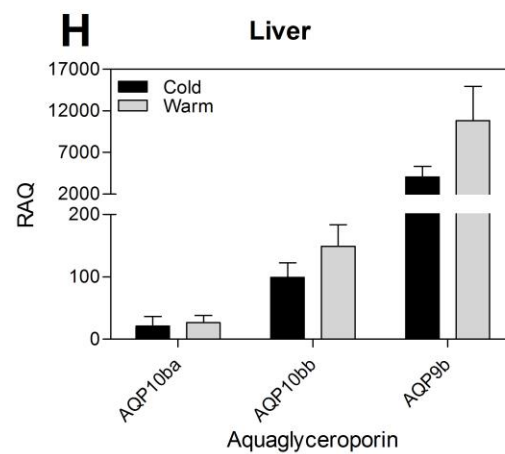 H
Liver
17000
12000
7000
2000
200
100
0
RAQ
Cold
Warm
AQP10ba
AQP10bb
AQP9b
Aquaglyceroporin